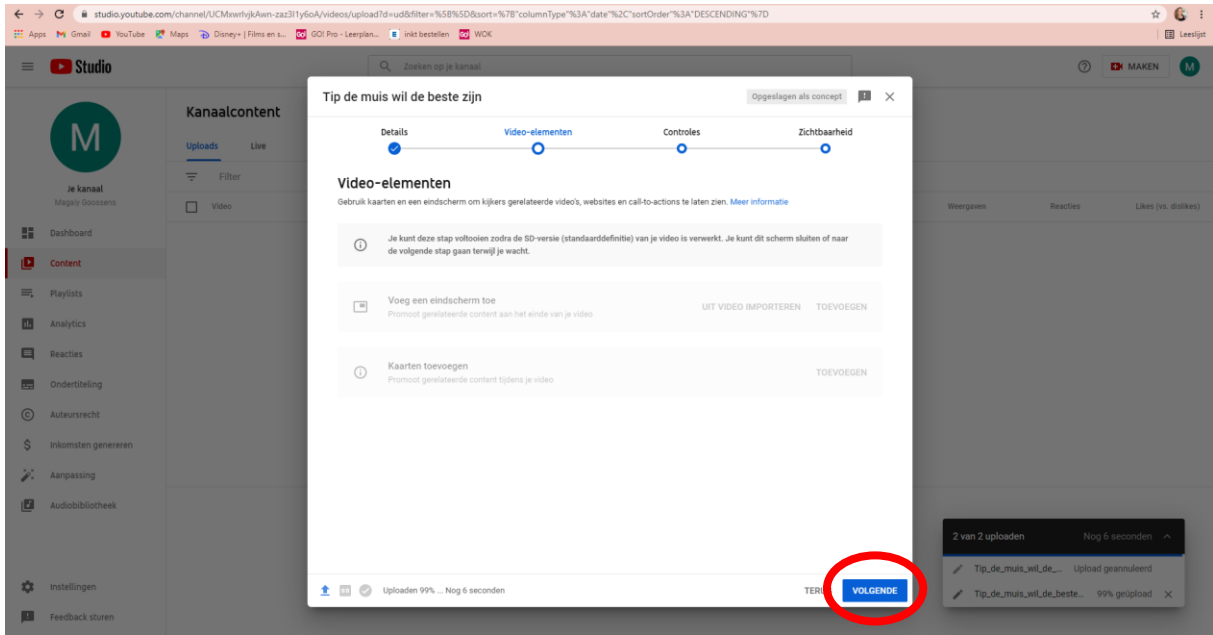 studio.youtube.com/channel/UCMxwrlvjkAwn-zaz3l1y6oA/videos/upload?d=ud&filter=%5B%5D&sort=%7B"columnType"%3A"date"%2C"sortOrder"%3A"DESCENDING"%7D
Apps Gmail YouTube Maps Disney+ | Films en s... GO! Pro - Leerplan... inkt bestellen WOK Leeslijst
Studio
Zoeken op je kanaal
MAKEN
M
M
Je kanaal
Magaly Goossens
Dashboard
Content
Playlists
Analytics
Reacties
Ondertiteling
Auteursrecht
Inkomsten genereren
Aanpassing
Audiobibliotheek
Instellingen
Feedback sturen
Kanaalcontent
Uploads Live
Filter
Video
Weergaven Reacties Likes (vs. dislikes)
Tip de muis wil de beste zijn
Opgeslagen als concept
Details Video-elementen Controles Zichtbaarheid
Video-elementen
Gebruik kaarten en een eindscherm om kijkers gerelateerde video's, websites en call-to-actions te laten zien. Meer informatie
Je kunt deze stap voltooien zodra de SD-versie (standaarddefinitie) van je video is verwerkt. Je kunt dit scherm sluiten of naar
de volgende stap gaan terwijl je wacht.
Voeg een eindscherm toe
Promoot gerelateerde content aan het einde van je video
UIT VIDEO IMPORTEREN TOEVOEGEN
Kaarten toevoegen
Promoot gerelateerde content tijdens je video
TOEVOEGEN
Uploaden 99% ... Nog 6 seconden
VOLGENDE
2 van 2 uploaden Nog 6 seconden
Tip_de_muis_wil_de_... Upload geannuleerd
Tip_de_muis_wil_de_beste... 99% geüpload